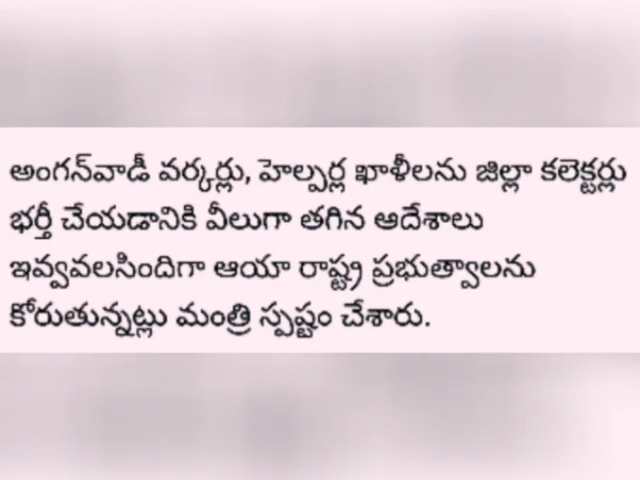 అంగన్‌వాడీ వర్కర్లు, హెల్పర్ల ఖాళీలను జిల్లా కలెక్టర్లు
భర్తీ చేయడానికి వీలుగా తగిన ఆదేశాలు
ఇవ్వవలసిందిగా ఆయా రాష్ట్ర ప్రభుత్వాలను
కోరుతున్నట్లు మంత్రి స్పష్టం చేశారు.